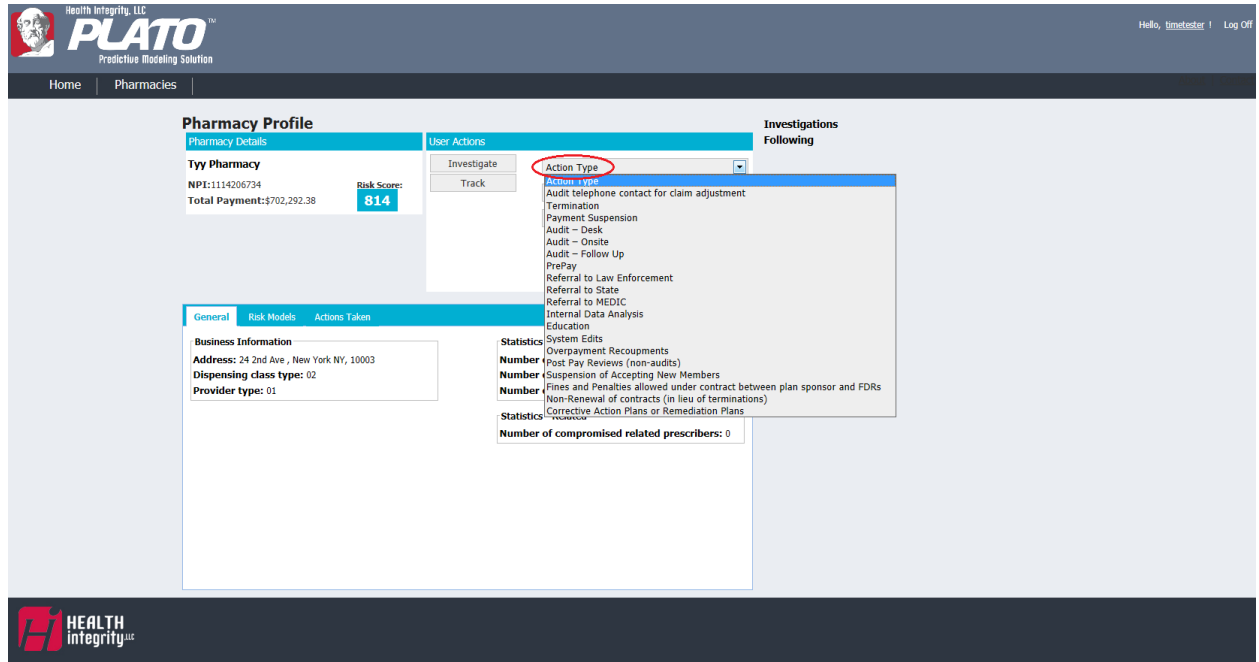 Health Integrity, LLC
PLATO™
Predictive Modeling Solution
Hello, timetester ! Log Off
Home Pharmacies
Pharmacy Profile
Pharmacy Details
Tyy Pharmacy
NPI:1114206734
Risk Score:
Total Payment:$702,292.38
814
User Actions
Investigate
Track
Action Type
Action Type
Audit telephone contact for claim adjustment
Termination
Payment Suspension
Audit – Desk
Audit – Onsite
Audit – Follow Up
PrePay
Referral to Law Enforcement
Referral to State
Referral to MEDIC
Internal Data Analysis
Education
System Edits
Overpayment Recoupments
Post Pay Reviews (non-audits)
Suspension of Accepting New Members
Fines and Penalties allowed under contract between plan sponsor and FDRs
Non-Renewal of contracts (in lieu of terminations)
Corrective Action Plans or Remediation Plans
Investigations
Following
General Risk Models Actions Taken
Business Information
Address: 24 2nd Ave , New York NY, 10003
Dispensing class type: 02
Provider type: 01
Statistics
Number
Number
Number
Statistics - Related
Number of compromised related prescribers: 0
HEALTH
integrity LLC